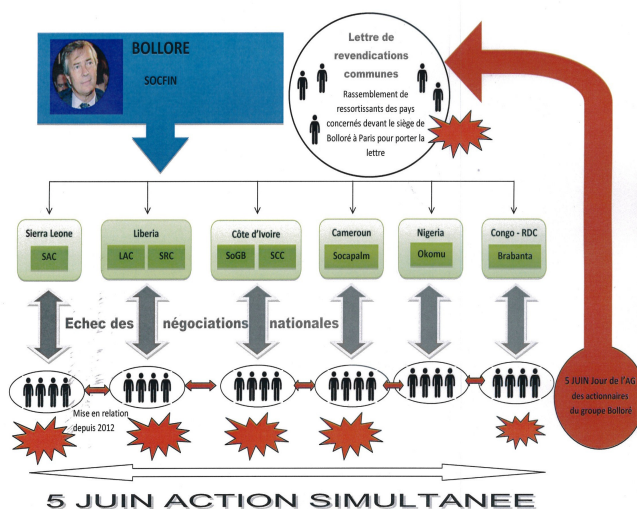 BOLLORE
SOCFIN
Lettre de
revendications
communes
Rassemblement de
ressortissants des pays
concernés devant le siège de
Bolloré à Paris pour porter la
lettre
Sierra Leone
SAC
Liberia
LAC SRC
Côte d'Ivoire
SoGB SCC
Cameroun
Socapalm
Nigeria
Okomu
Congo - RDC
Brabanta
Echec des négociations nationales
Mise en relation
depuis 2012
5 JUIN Jour de l'AG
des actionnaires
du groupe Bolloré
5 JUIN ACTION SIMULTANEE